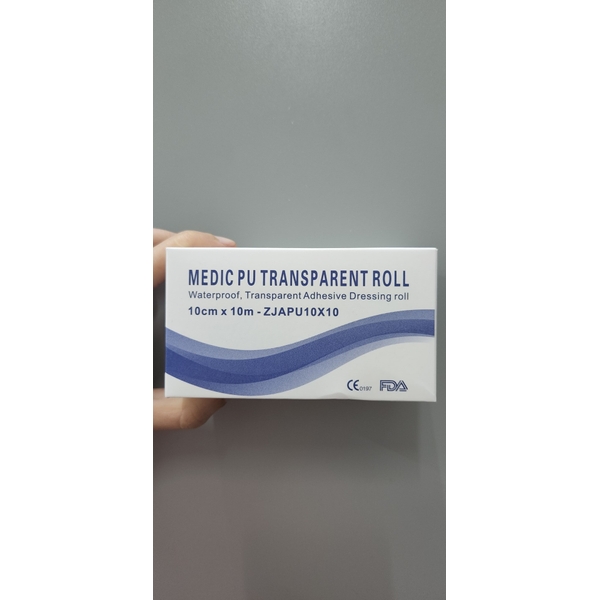 MEDIC PU TRANSPARENT ROLL
Waterproof, Transparent Adhesive Dressing roll
10cm x 10m - ZJAPU10X10
CE0197 FDA